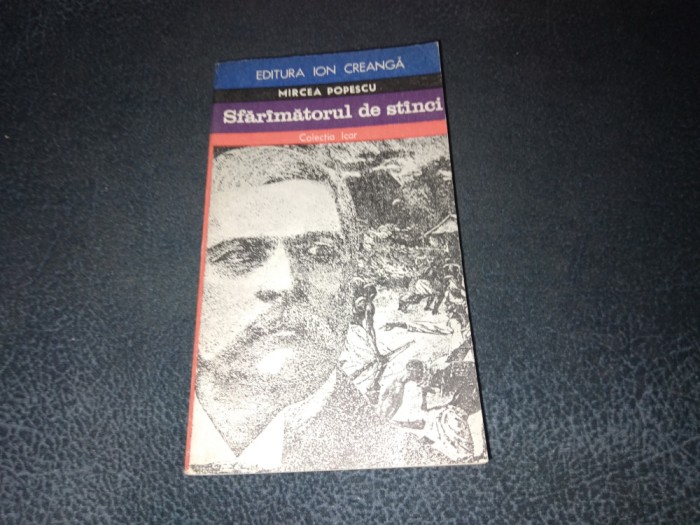 EDITURA ION CREANGĂ
MIRCEA POPESCU
Sfărîmătorul de stînci
Colecția Icar